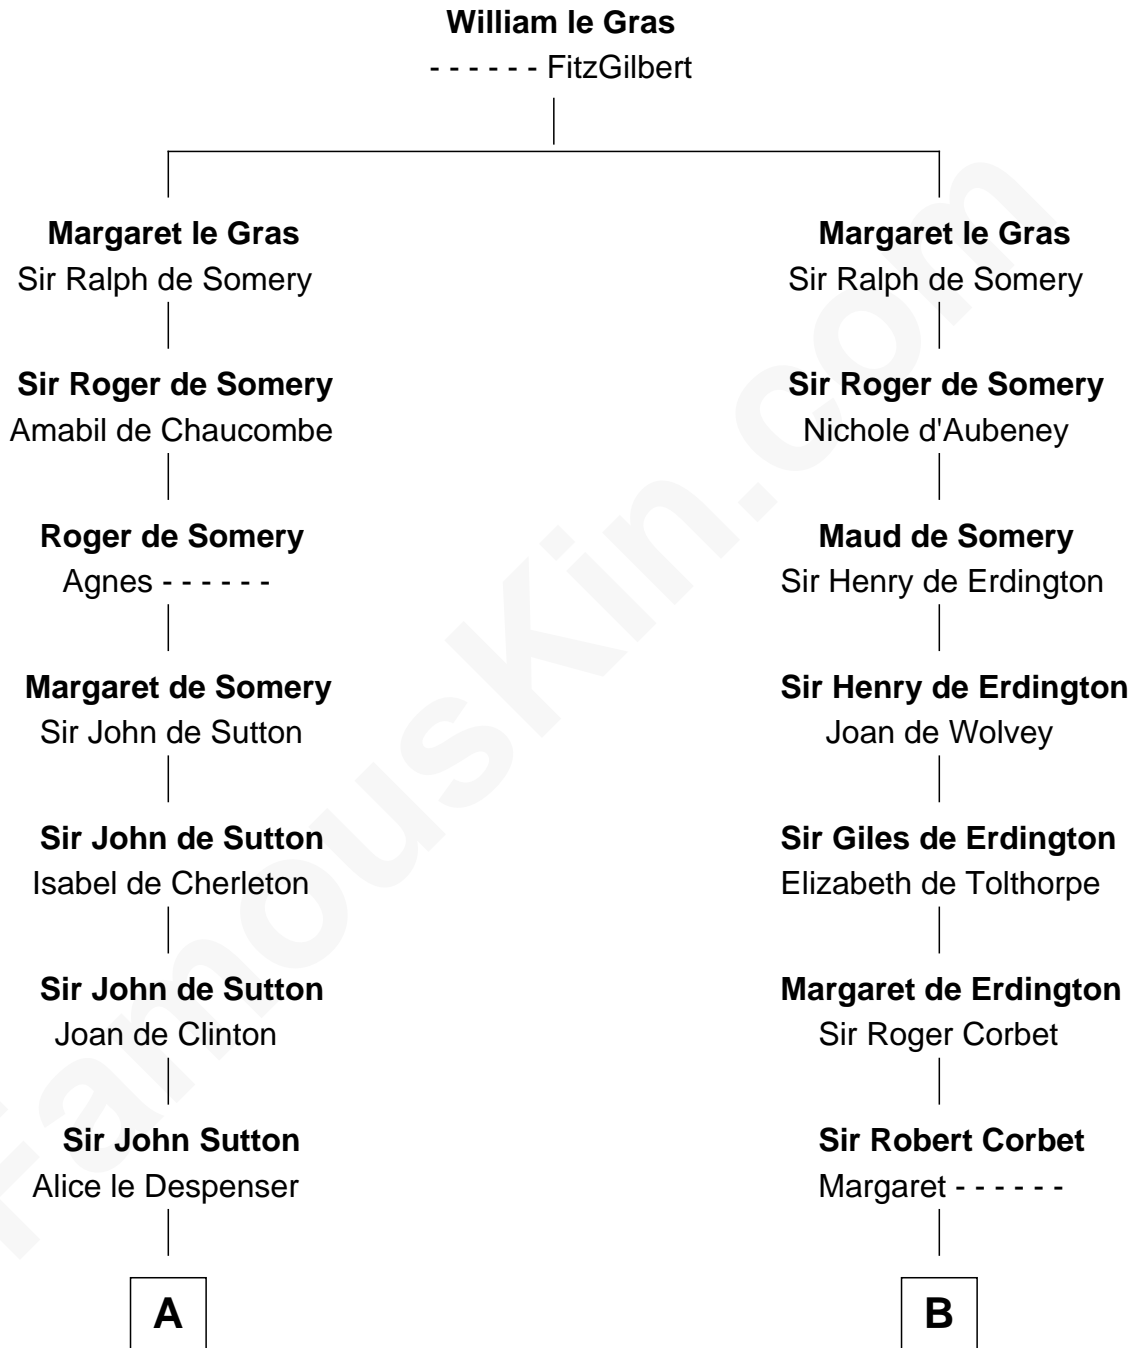 William le Gras
- - - - - - FitzGilbert
Margaret le Gras
Sir Ralph de Somery
Margaret le Gras
Sir Ralph de Somery
Sir Roger de Somery
Amabil de Chaucombe
Sir Roger de Somery
Nichole d'Aubeney
Roger de Somery
Agnes - - - - - -
Maud de Somery
Sir Henry de Erdington
Margaret de Somery
Sir John de Sutton
Sir Henry de Erdington
Joan de Wolvey
Sir John de Sutton
Isabel de Cherleton
Sir Giles de Erdington
Elizabeth de Tolthorpe
Sir John de Sutton
Joan de Clinton
Margaret de Erdington
Sir Roger Corbet
Sir John Sutton
Alice le Despenser
Sir Robert Corbet
Margaret - - - - - -
A
B
FamousKin.com